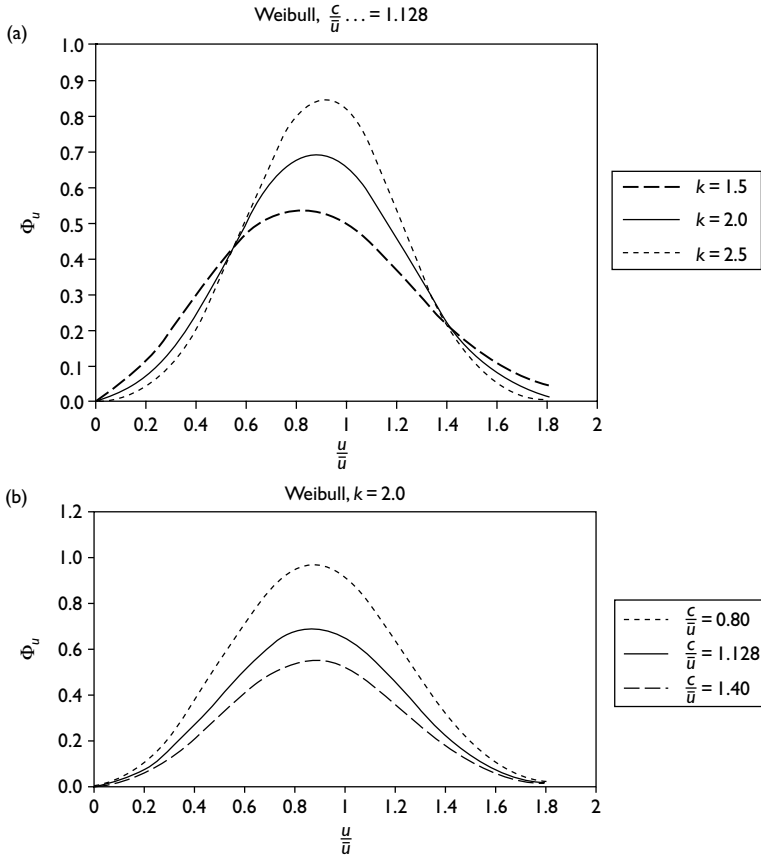 (a)
Weibull, c/ū ... = 1.128
1.0
0.9
0.8
0.7
0.6
0.5
0.4
0.3
0.2
0.1
0.0
Φu
0 0.2 0.4 0.6 0.8 1 1.2 1.4 1.6 1.8 2
u/ū
k = 1.5
k = 2.0
k = 2.5
(b)
Weibull, k = 2.0
1.2
1.0
0.8
0.6
0.4
0.2
0.0
Φu
0 0.2 0.4 0.6 0.8 1 1.2 1.4 1.6 1.8 2
u/ū
c/ū = 0.80
c/ū = 1.128
c/ū = 1.40